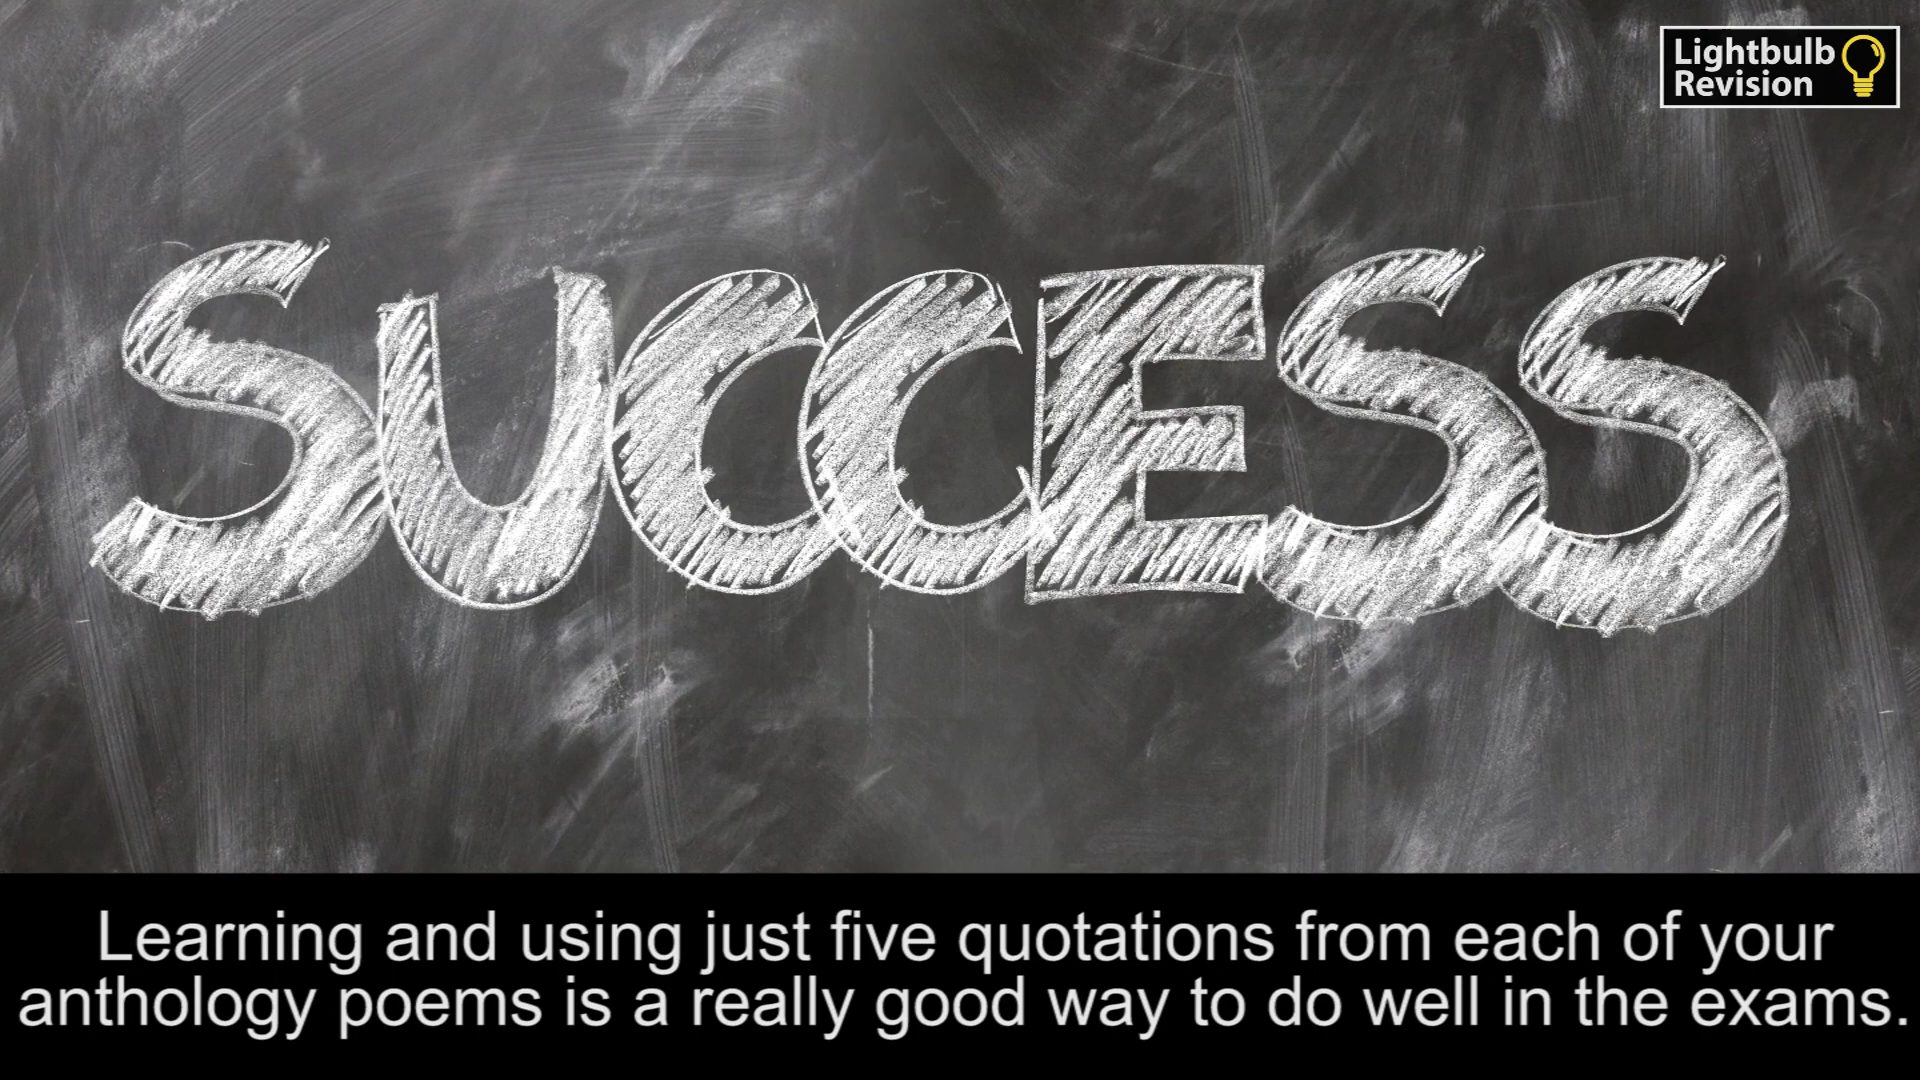 Lightbulb
Revision
SUCCESS
Learning and using just five quotations from each of your
anthology poems is a really good way to do well in the exams.